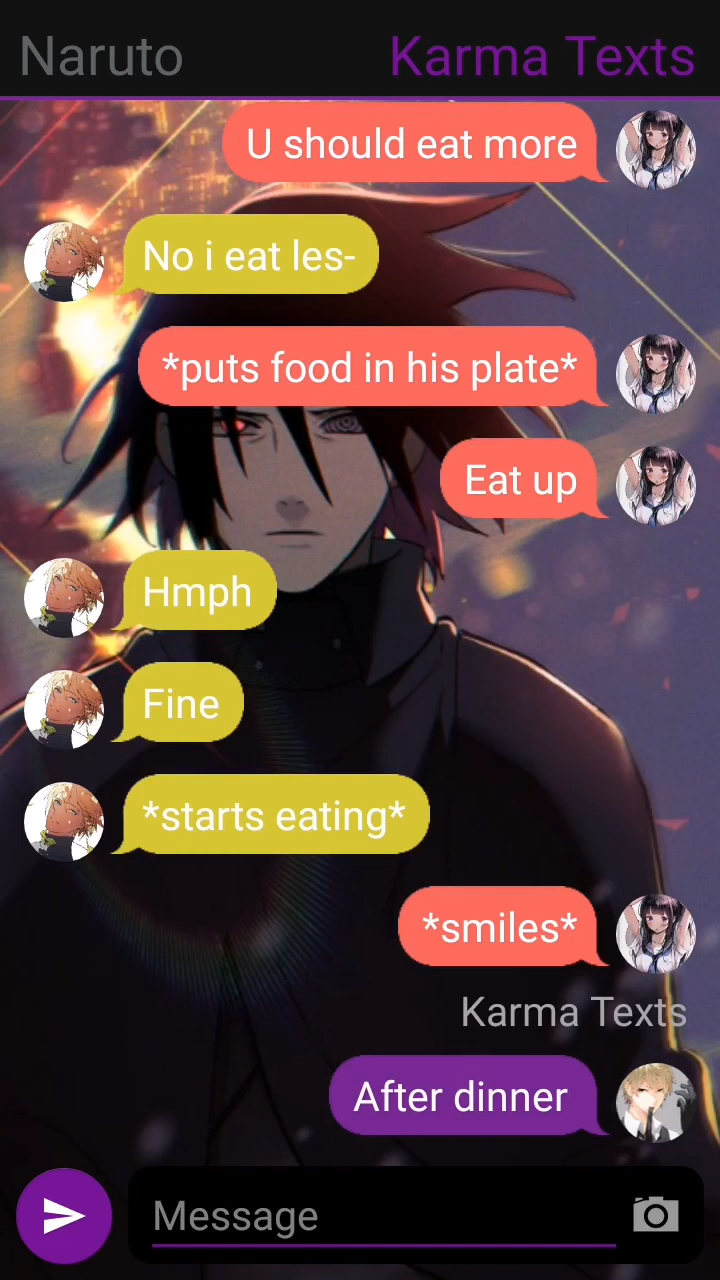 Naruto
Karma Texts
U should eat more
No i eat les-
*puts food in his plate*
Eat up
Hmph
Fine
*starts eating*
*smiles*
Karma Texts
After dinner
Message